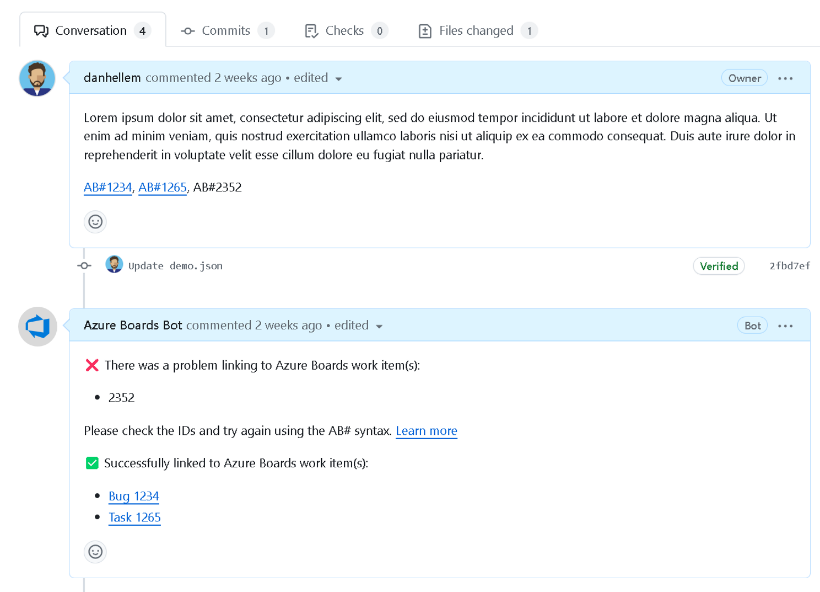 Conversation 4 Commits 1 Checks 0 Files changed 1
danhellem commented 2 weeks ago • edited Owner
Lorem ipsum dolor sit amet, consectetur adipiscing elit, sed do eiusmod tempor incididunt ut labore et dolore magna aliqua. Ut
enim ad minim veniam, quis nostrud exercitation ullamco laboris nisi ut aliquip ex ea commodo consequat. Duis aute irure dolor in
reprehenderit in voluptate velit esse cillum dolore eu fugiat nulla pariatur.
AB#1234, AB#1265, AB#2352
Update demo.json Verified 2fbd7ef
Azure Boards Bot commented 2 weeks ago • edited Bot
There was a problem linking to Azure Boards work item(s):
• 2352
Please check the IDs and try again using the AB# syntax. Learn more
Successfully linked to Azure Boards work item(s):
• Bug 1234
• Task 1265